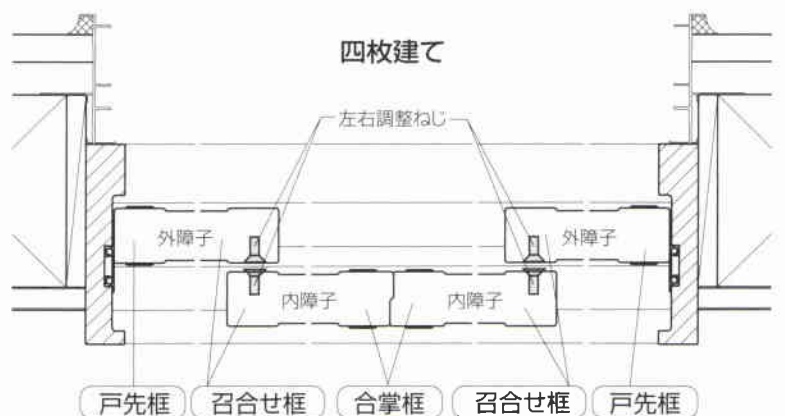 四枚建て
左右調整ねじ
外障子 外障子
内障子 内障子
戸先框 召合せ框 合掌框 召合せ框 戸先框